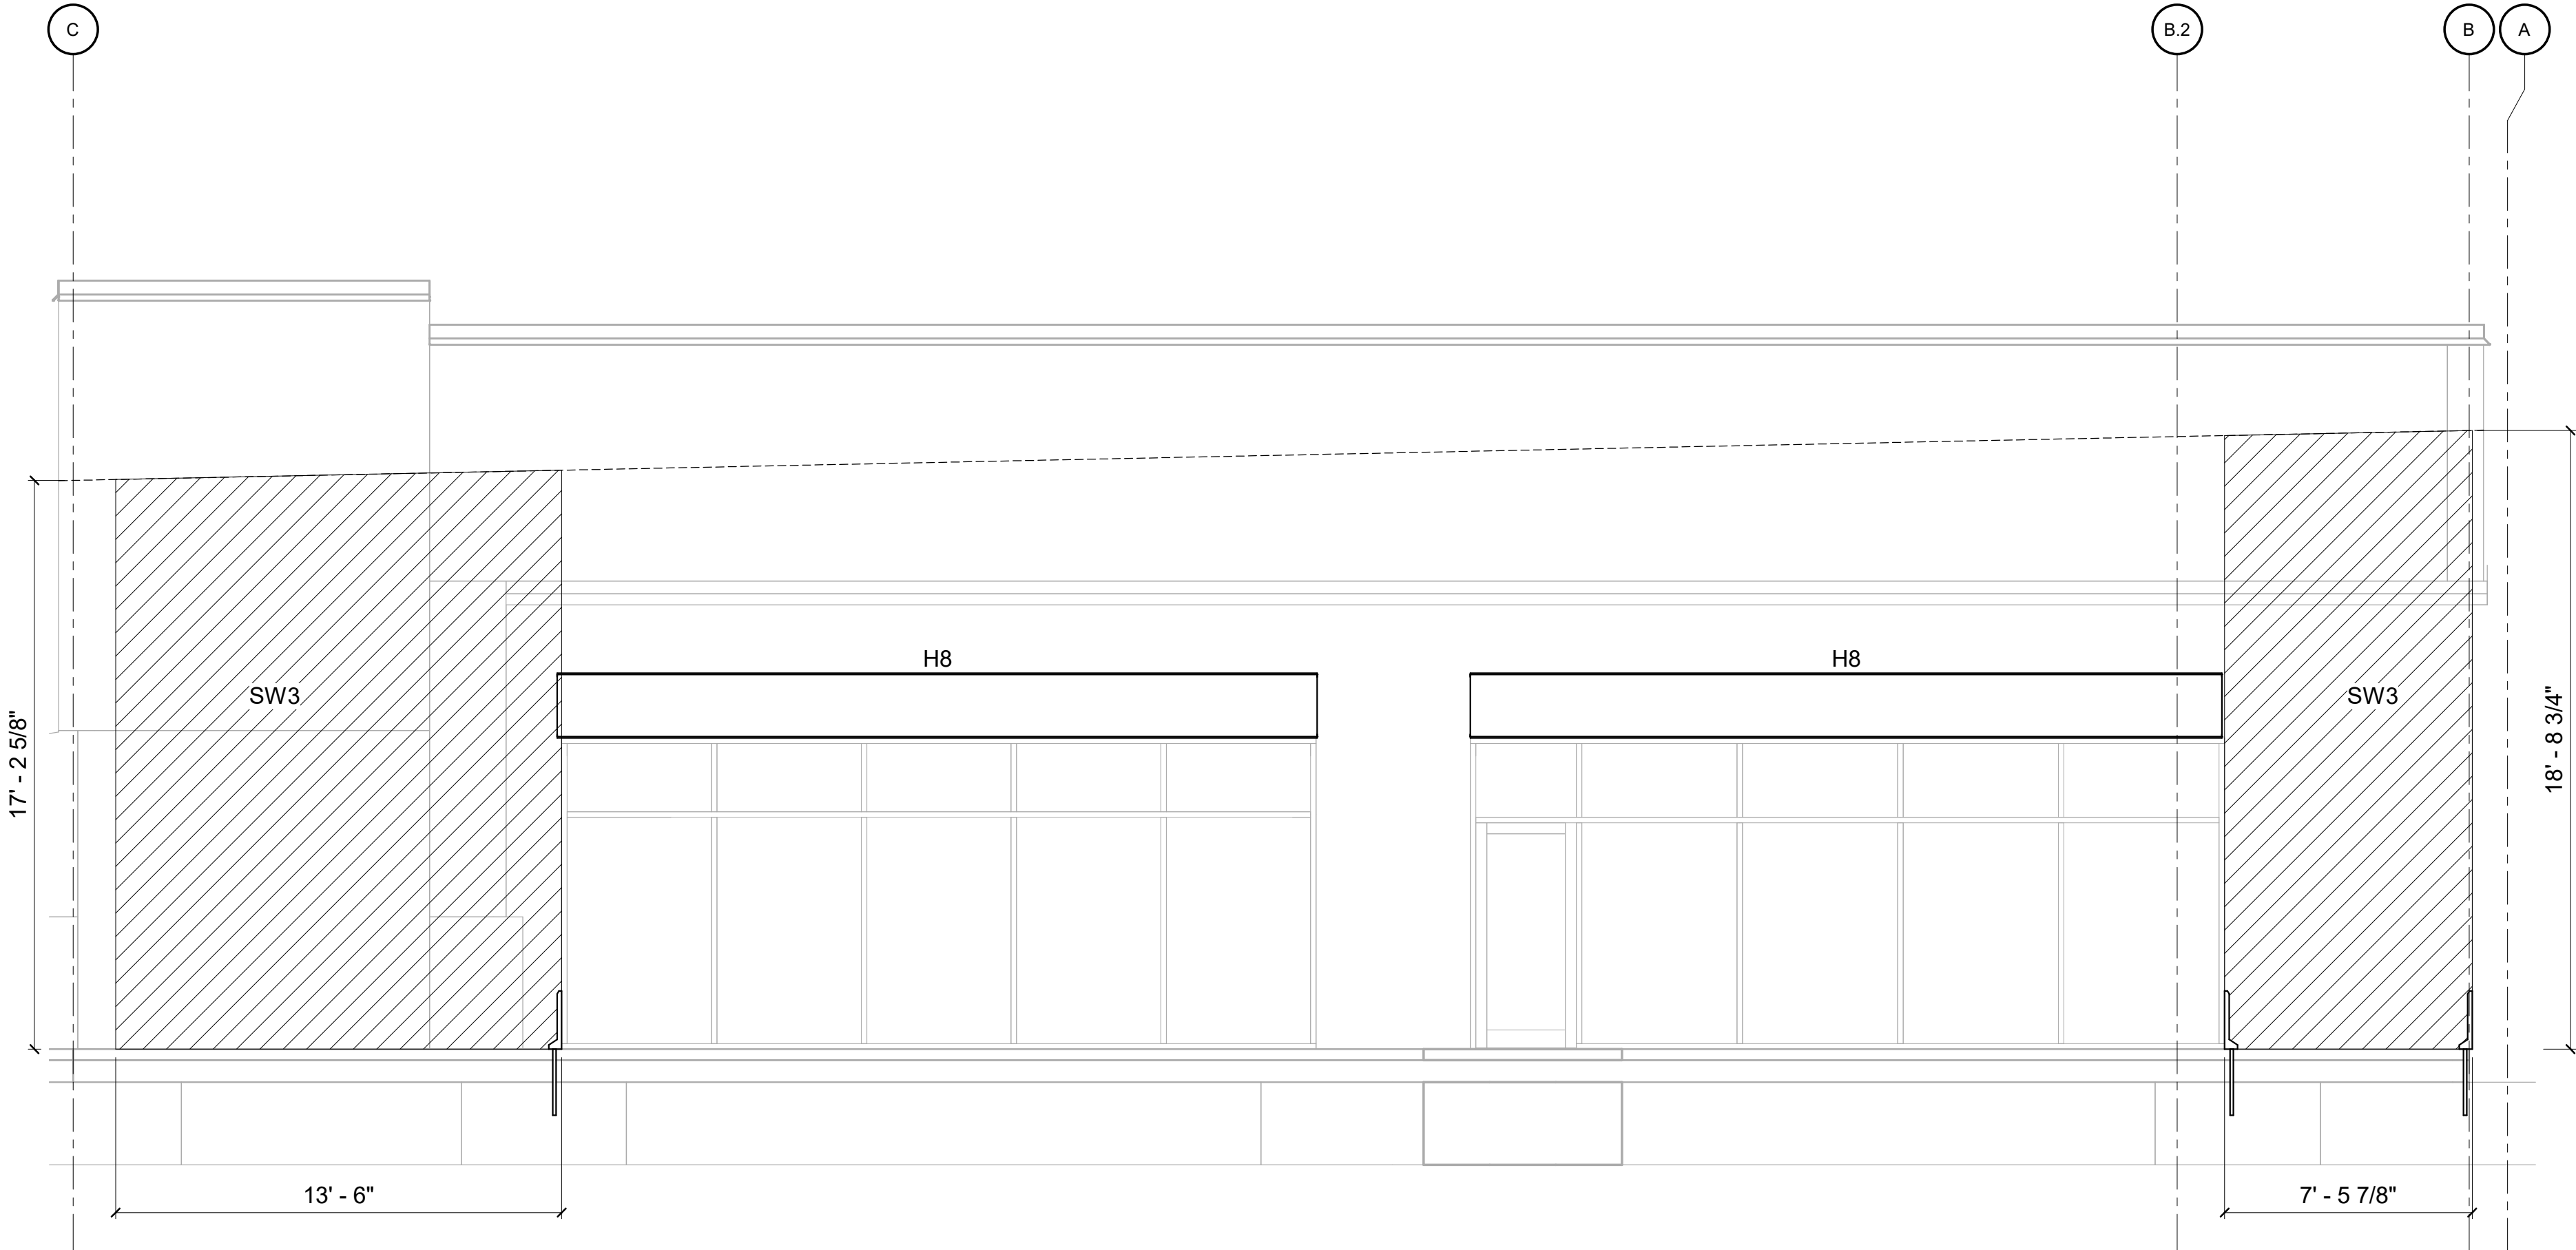 C
B.2
B
A
H8
H8
SW3
SW3
17' - 2 5/8"
18' - 8 3/4"
13' - 6"
7' - 5 7/8"